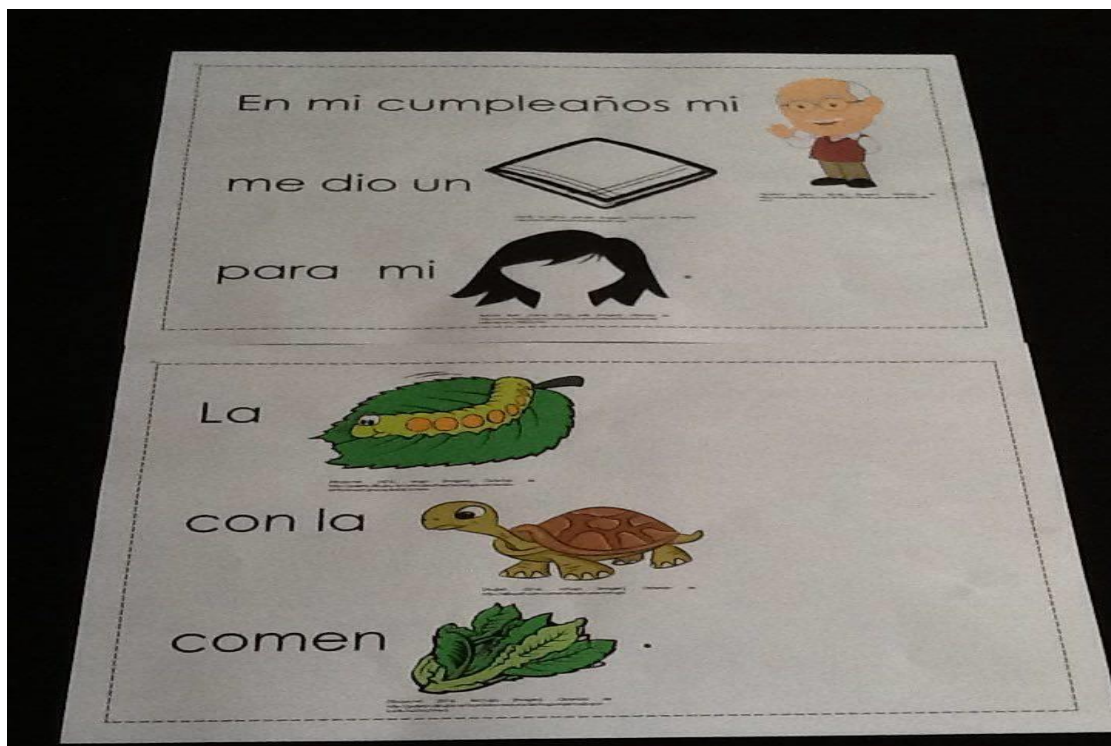 En mi cumpleaños mi
me dio un
para mi .
La
con la
comen .